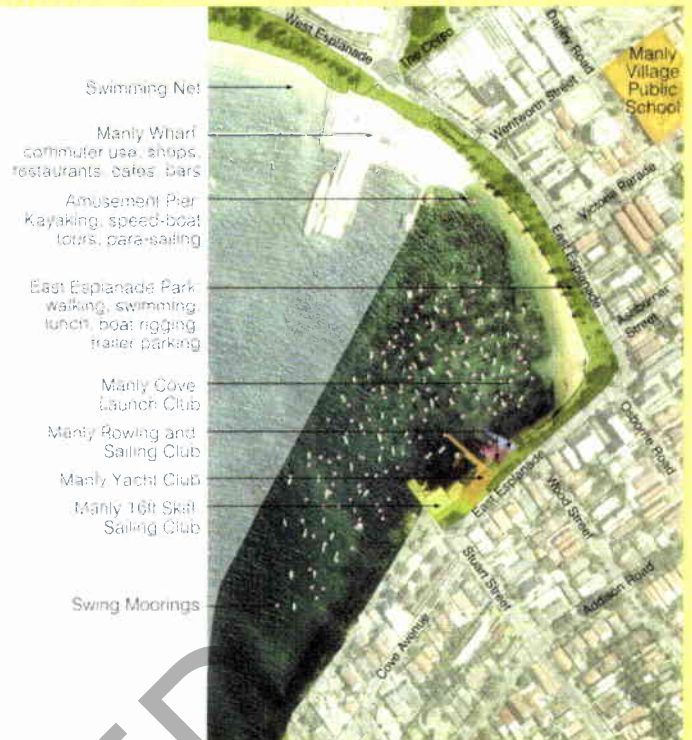 Swimming Net
Manly Wharf
commuter use, shops,
restaurants, cafes, bars
Amusement Pier
Kayaking, speed-boat
tours, para-sailing
East Esplanade Park
walking, swimming
lunch, boat rigging
trailer parking
Manly Cove
Launch Club
Manly Rowing and
Sailing Club
Manly Yacht Club
Manly 16ft Skiff
Sailing Club
Swing Moorings
West Esplanade
The Corso
Darley Road
Wentworth Street
Manly
Village
Public
School
Victoria Parade
East Esplanade
Ashburner
Street
Osborne Road
East Esplanade
Wood Street
Stuart Street
Addison Road
Cove Avenue